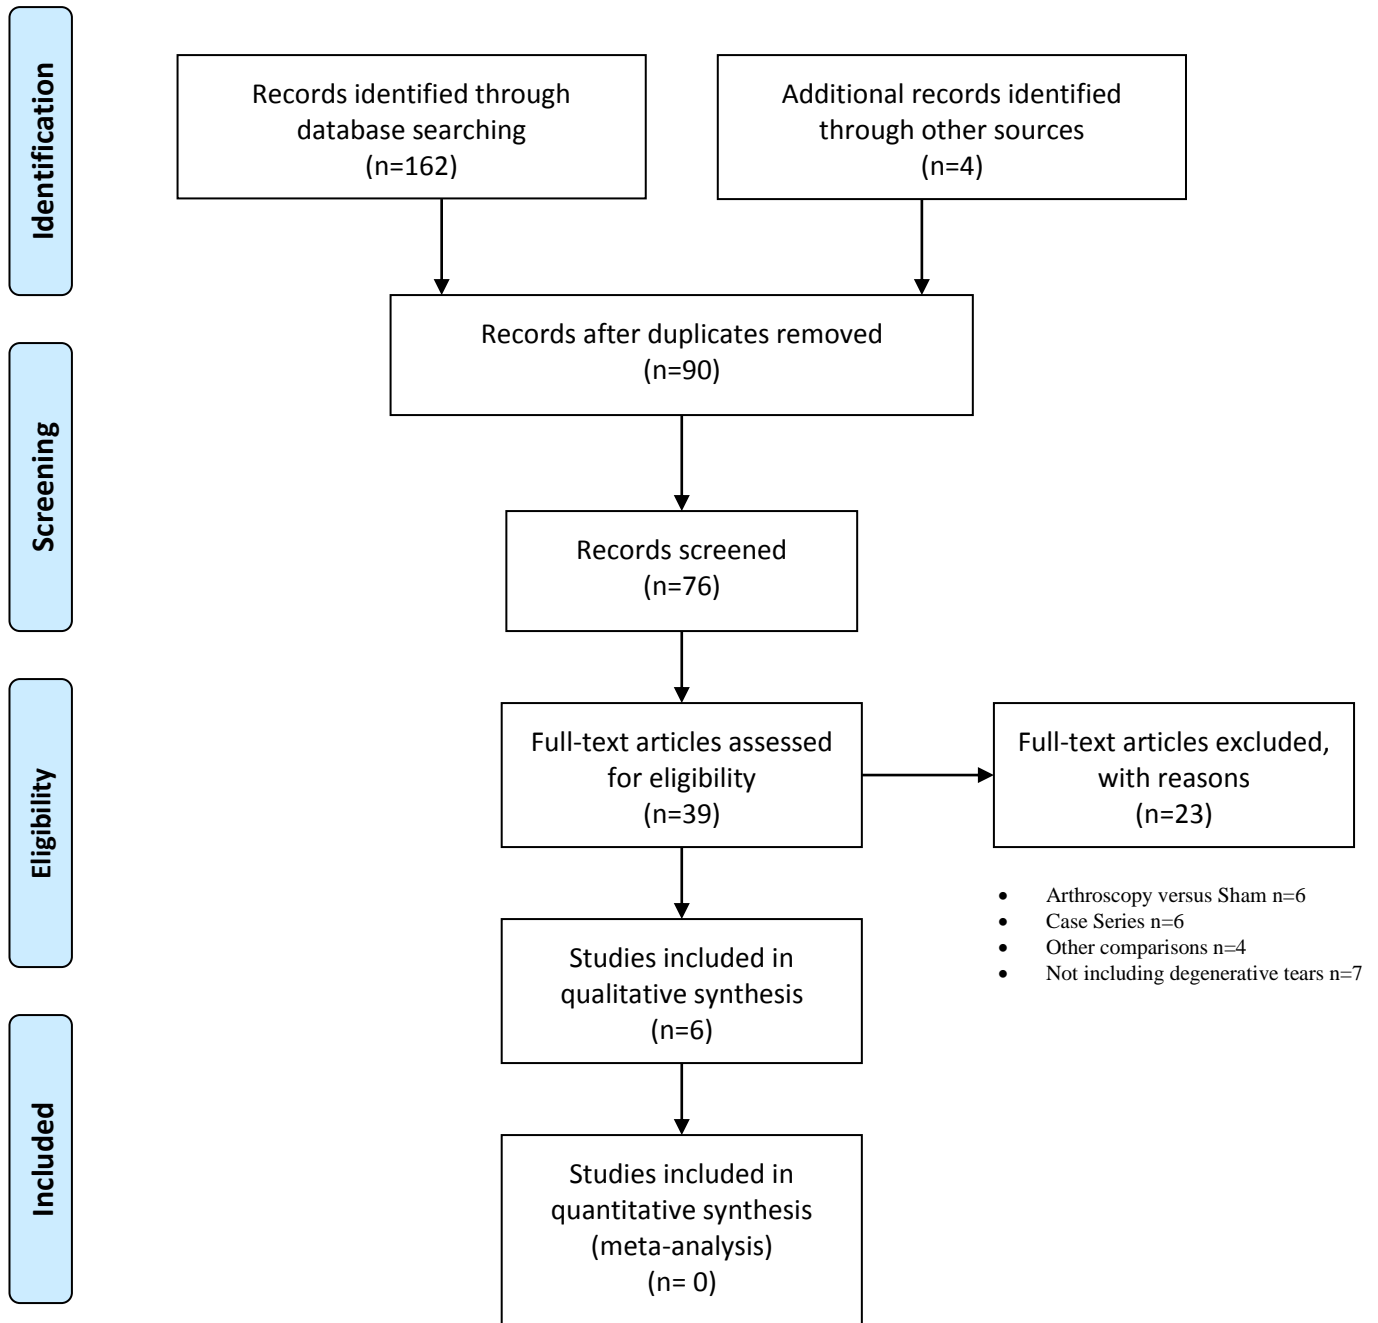 Identification
Records identified through
database searching
(n=162)
Additional records identified
through other sources
(n=4)
Records after duplicates removed
(n=90)
Screening
Records screened
(n=76)
Eligibility
Full-text articles assessed
for eligibility
(n=39)
Full-text articles excluded,
with reasons
(n=23)
• Arthroscopy versus Sham n=6
• Case Series n=6
• Other comparisons n=4
• Not including degenerative tears n=7
Studies included in
qualitative synthesis
(n=6)
Included
Studies included in
quantitative synthesis
(meta-analysis)
(n= 0)